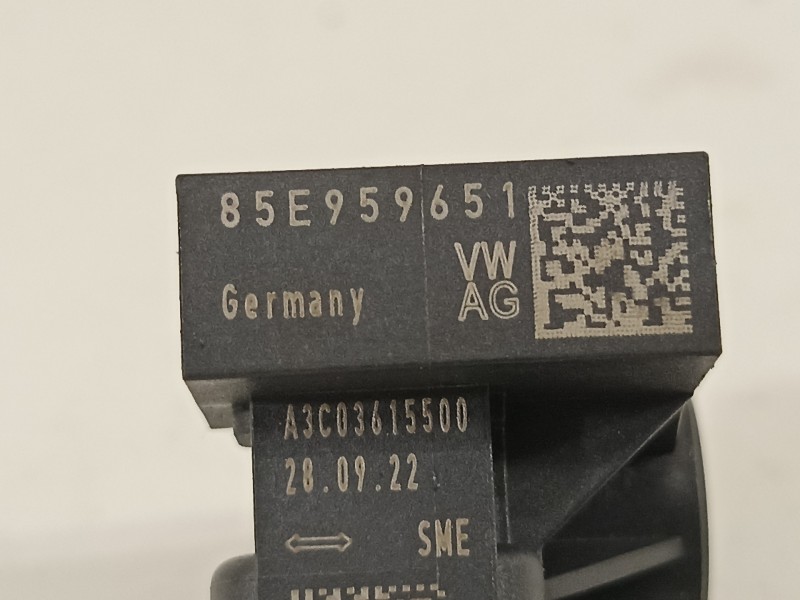 85E959651
VW
Germany
AG
A3C03615500
28.09.22
SME